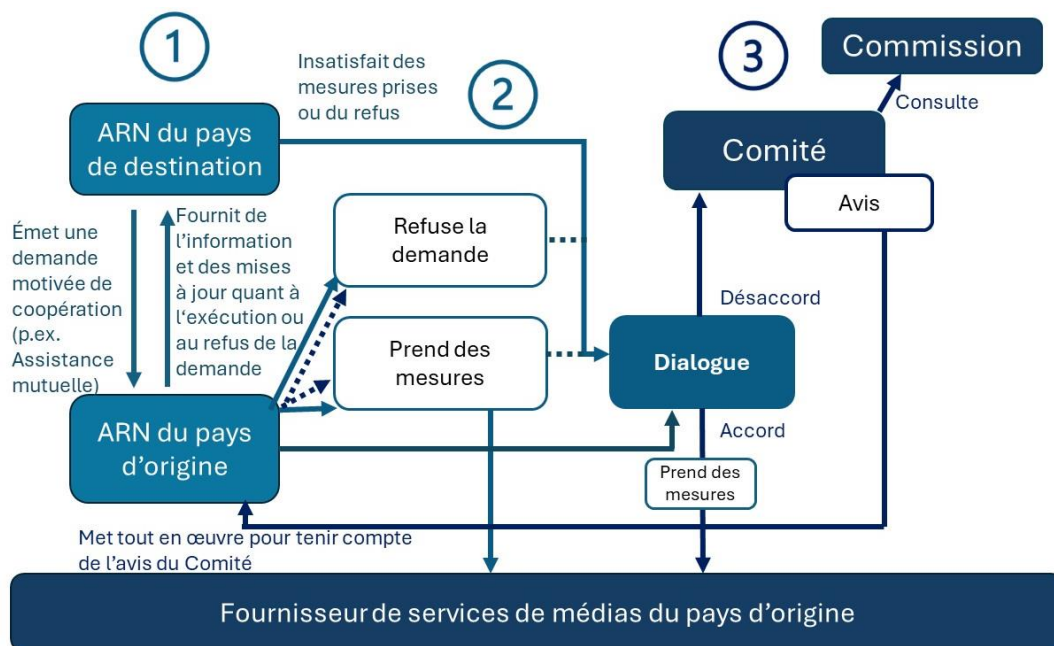 1
2
3
Commission
Insatisfait des
mesures prises
ou du refus
Consulte
ARN du pays
de destination
Comité
Avis
Émet une
demande
motivée de
coopération
(p.ex.
Assistance
mutuelle)
Fournit de
l’information
et des mises
à jour quant à
l‘exécution ou
au refus de la
demande
Refuse la
demande
Prend des
mesures
Désaccord
Dialogue
Accord
ARN du pays
d’origine
Prend des
mesures
Met tout en œuvre pour tenir compte
de l’avis du Comité
Fournisseur de services de médias du pays d’origine